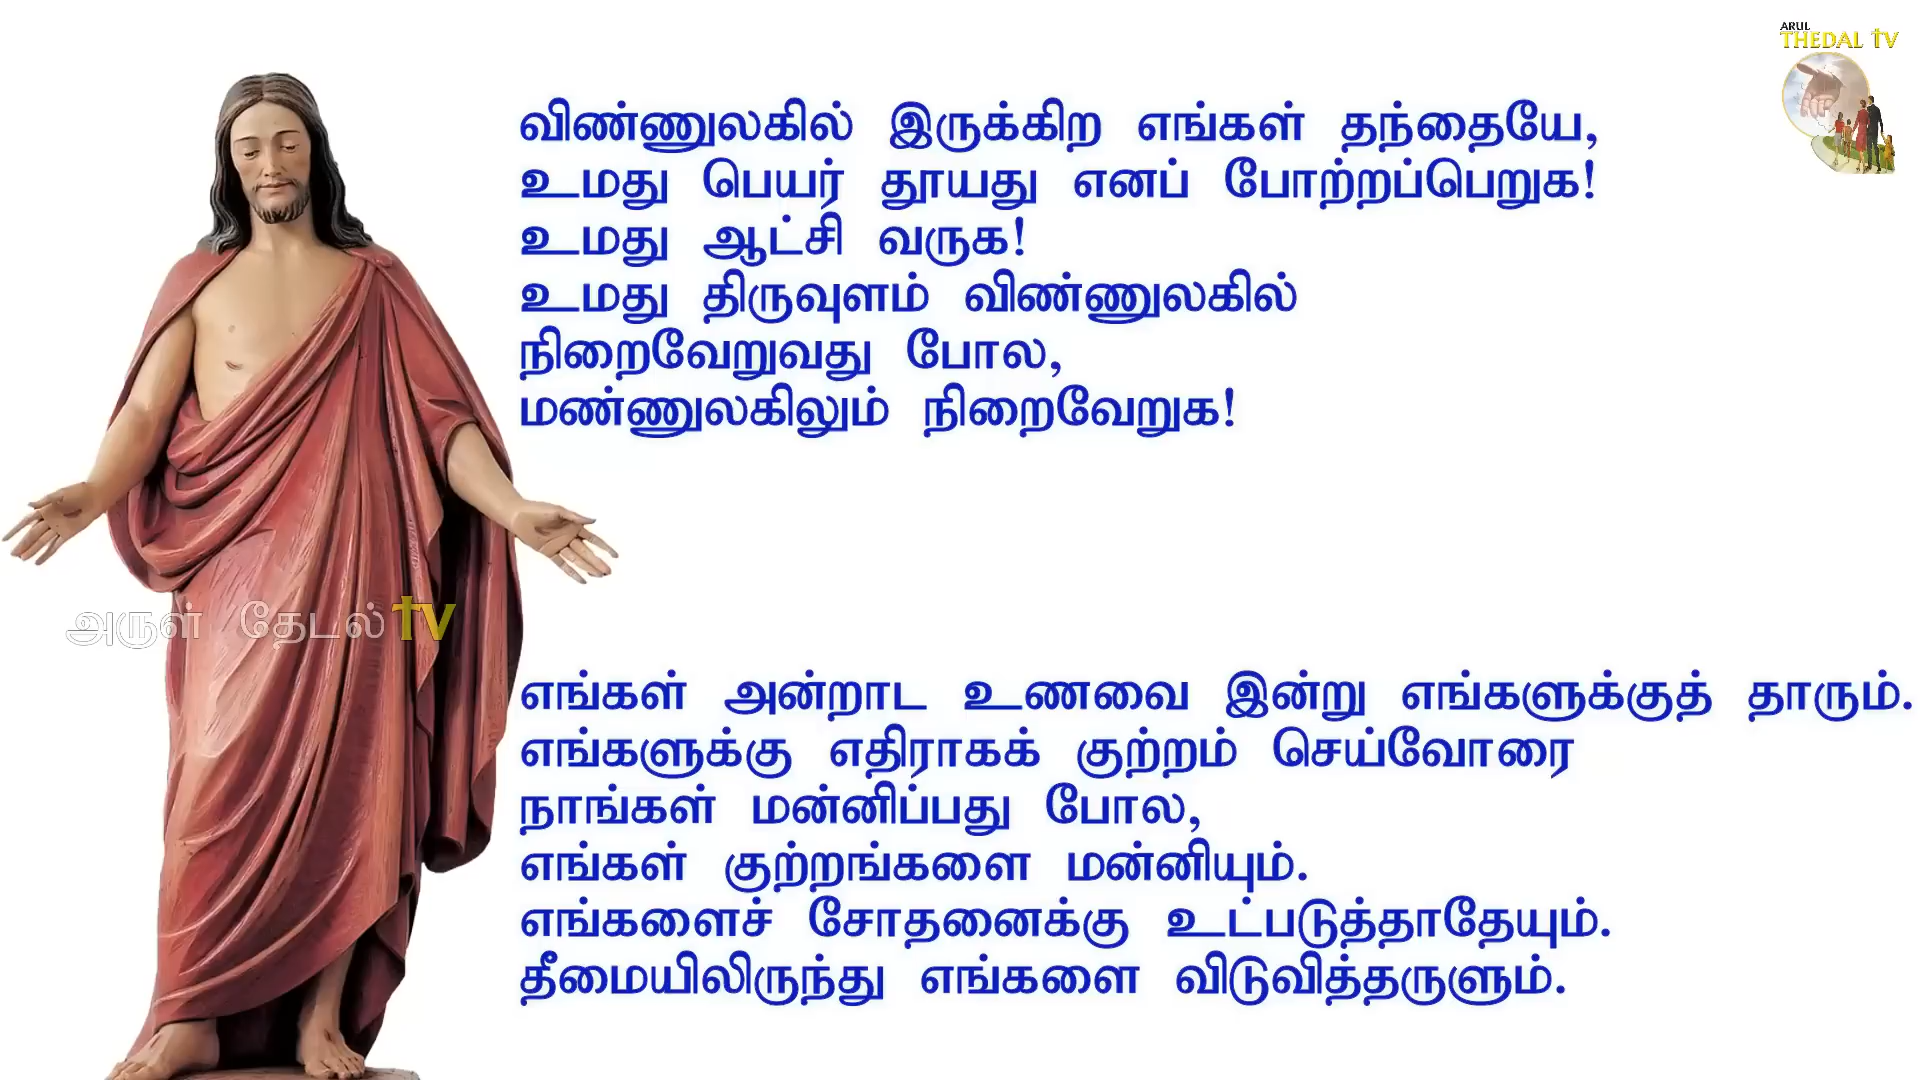 ARUL
THEDAL TV
விண்ணுலகில் இருக்கிற எங்கள் தந்தையே,
உமது பெயர் தூயது எனப் போற்றப்பெறுக!
உமது ஆட்சி வருக!
உமது திருவுளம் விண்ணுலகில்
நிறைவேறுவது போல,
மண்ணுலகிலும் நிறைவேறுக!
அருள் தேடல் TV
எங்கள் அன்றாட உணவை இன்று எங்களுக்குத் தாரும்.
எங்களுக்கு எதிராகக் குற்றம் செய்வோரை
நாங்கள் மன்னிப்பது போல,
எங்கள் குற்றங்களை மன்னியும்.
எங்களைச் சோதனைக்கு உட்படுத்தாதேயும்.
தீமையிலிருந்து எங்களை விடுவித்தருளும்.